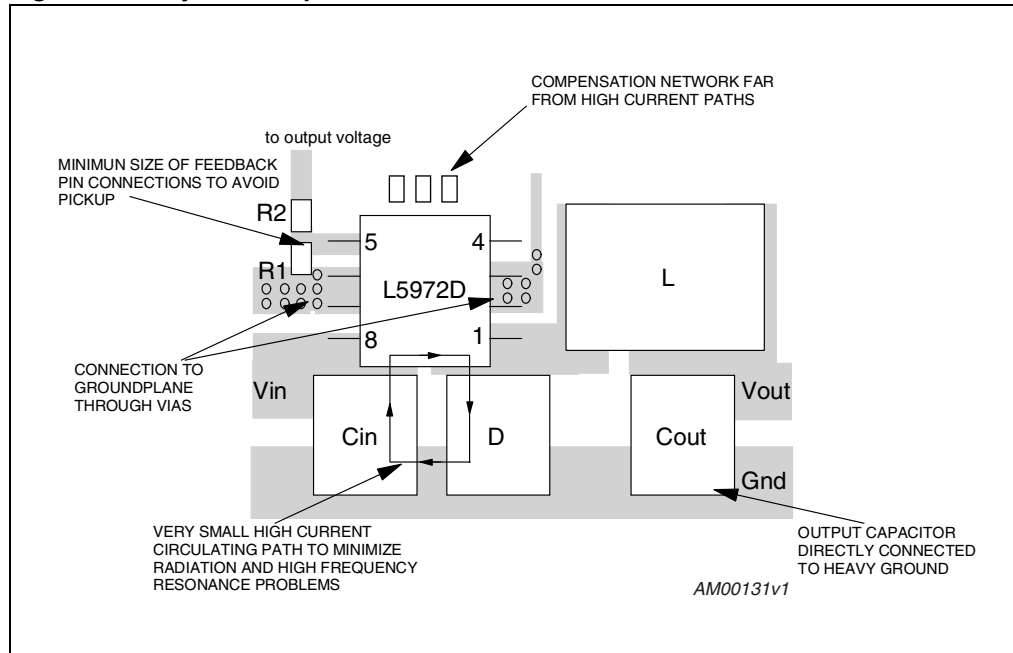 COMPENSATION NETWORK FAR
FROM HIGH CURRENT PATHS
to output voltage
MINIMUN SIZE OF FEEDBACK
PIN CONNECTIONS TO AVOID
PICKUP
R2
R1
5
4
L5972D
8
1
L
CONNECTION TO
GROUNDPLANE
THROUGH VIAS
Vin
Vout
Cin
D
Cout
Gnd
VERY SMALL HIGH CURRENT
CIRCULATING PATH TO MINIMIZE
RADIATION AND HIGH FREQUENCY
RESONANCE PROBLEMS
OUTPUT CAPACITOR
DIRECTLY CONNECTED
TO HEAVY GROUND
AM00131v1